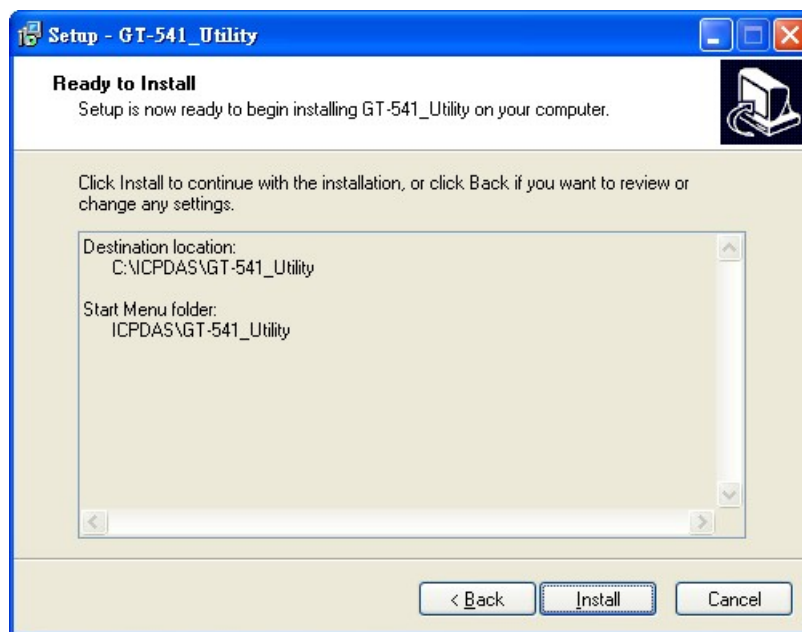 Setup - GT-541_Utility
Ready to Install
Setup is now ready to begin installing GT-541_Utility on your computer.
Click Install to continue with the installation, or click Back if you want to review or
change any settings.
Destination location:
C:\ICPDAS\GT-541_Utility
Start Menu folder:
ICPDAS\GT-541_Utility
< Back
Install
Cancel